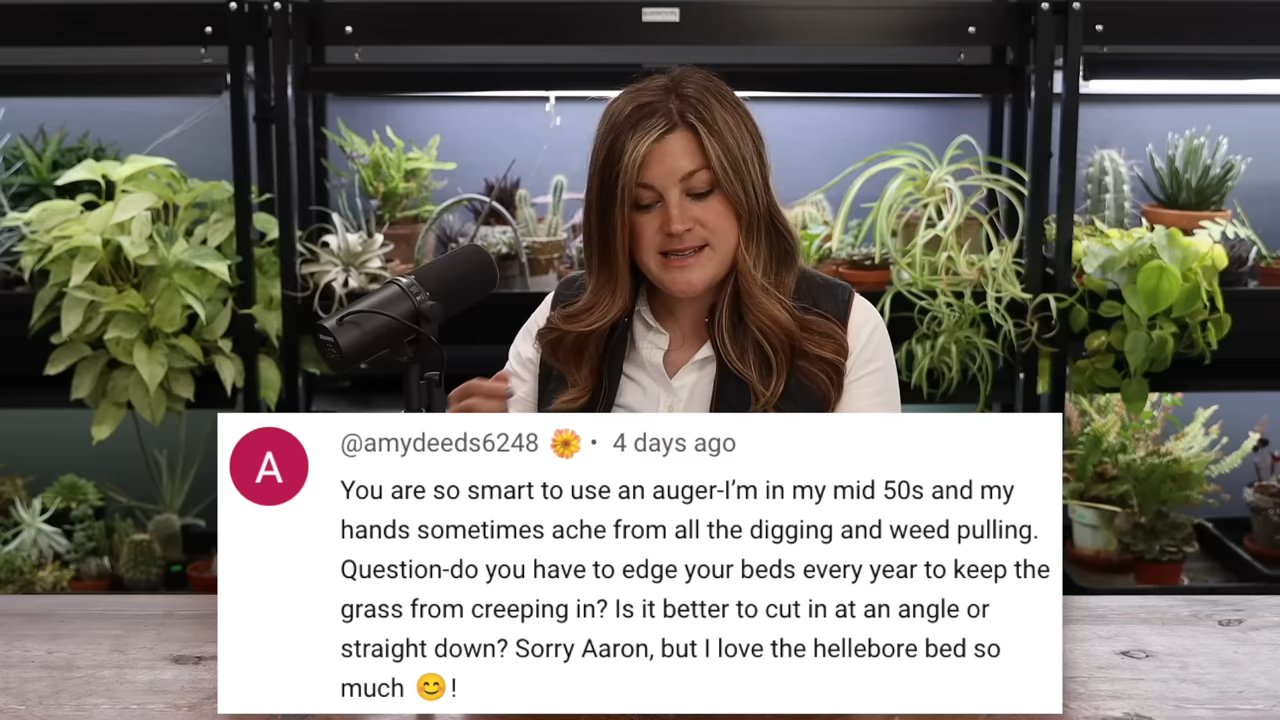 A
@amydeeds6248 🌼 • 4 days ago
You are so smart to use an auger-I'm in my mid 50s and my
hands sometimes ache from all the digging and weed pulling.
Question-do you have to edge your beds every year to keep the
grass from creeping in? Is it better to cut in at an angle or
straight down? Sorry Aaron, but I love the hellebore bed so
much 😊!